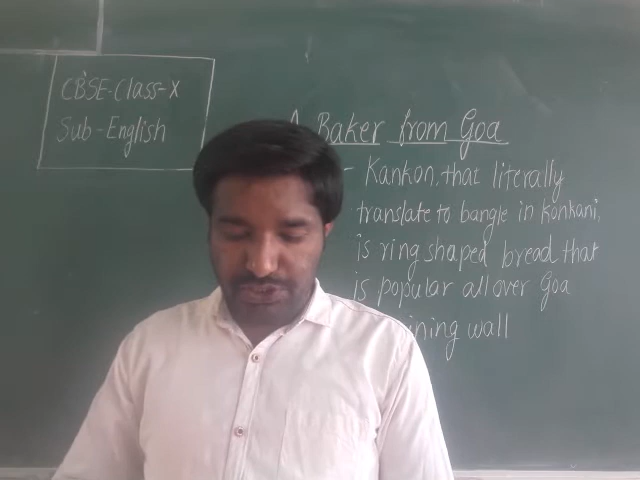 CBSE-Class-X
Sub-English
A Baker from Goa
- Kankon, that literally
translate to bangle in Konkani,
is ring shaped bread that
is popular all over Goa
ining wall